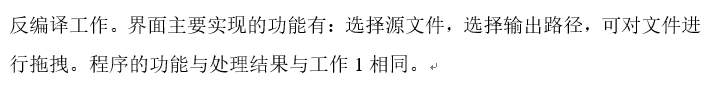 反编译工作。界面主要实现的功能有：选择源文件，选择输出路径，可对文件进
行拖拽。程序的功能与处理结果与工作 1 相同。